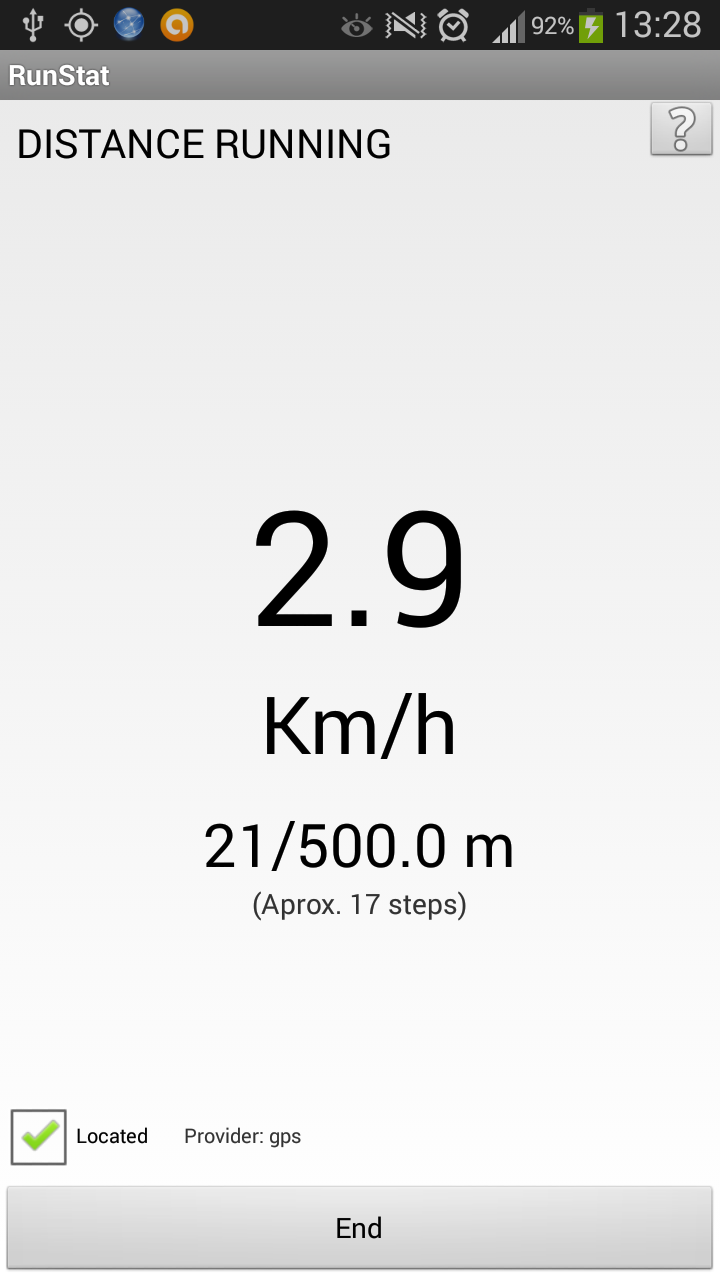 92% 13:28
RunStat
DISTANCE RUNNING
?
2.9
Km/h
21/500.0 m
(Aprox. 17 steps)
Located Provider: gps
End